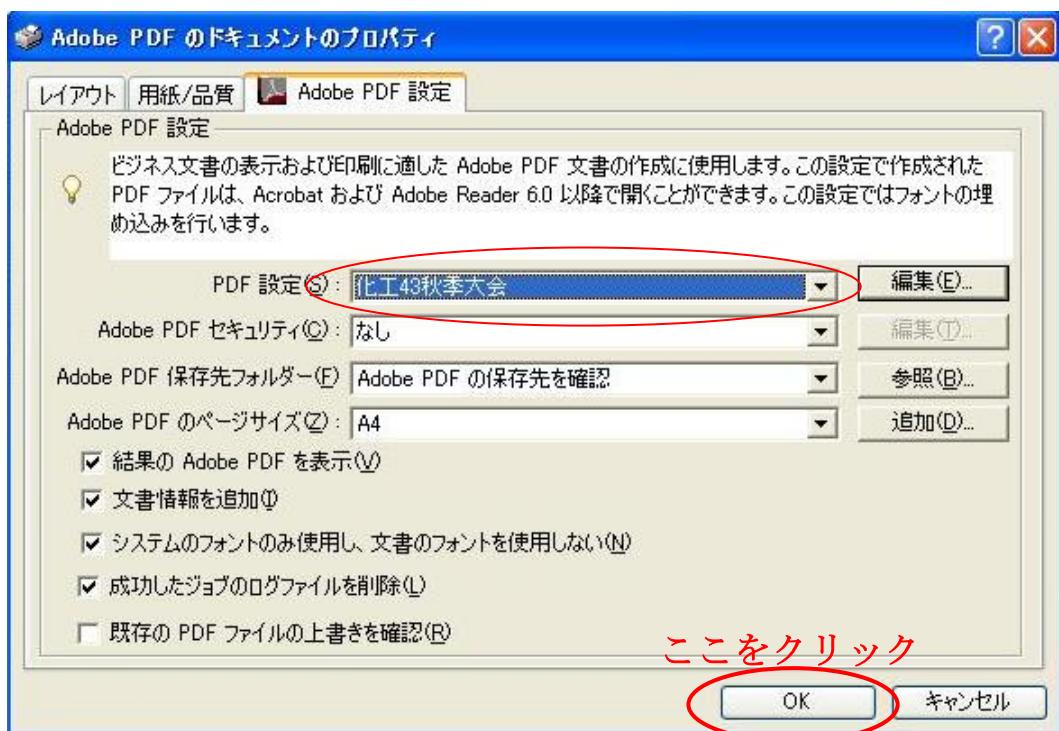 Adobe PDF のドキュメントのプロパティ
レイアウト 用紙/品質 Adobe PDF 設定
Adobe PDF 設定
ビジネス文書の表示および印刷に適した Adobe PDF 文書の作成に使用します。この設定で作成された
PDF ファイルは、Acrobat および Adobe Reader 6.0 以降で開くことができます。この設定ではフォントの埋
め込みを行います。
PDF 設定(S): 化工43秋季大会 編集(E)...
Adobe PDF セキュリティ(C): なし 編集(T)...
Adobe PDF 保存先フォルダー(F) Adobe PDF の保存先を確認 参照(B)...
Adobe PDF のページサイズ(Z): A4 追加(D)...
結果の Adobe PDF を表示(V)
文書情報を追加(I)
システムのフォントのみ使用し、文書のフォントを使用しない(N)
成功したジョブのログファイルを削除(L)
既存の PDF ファイルの上書きを確認(R)
ここをクリック
OK キャンセル